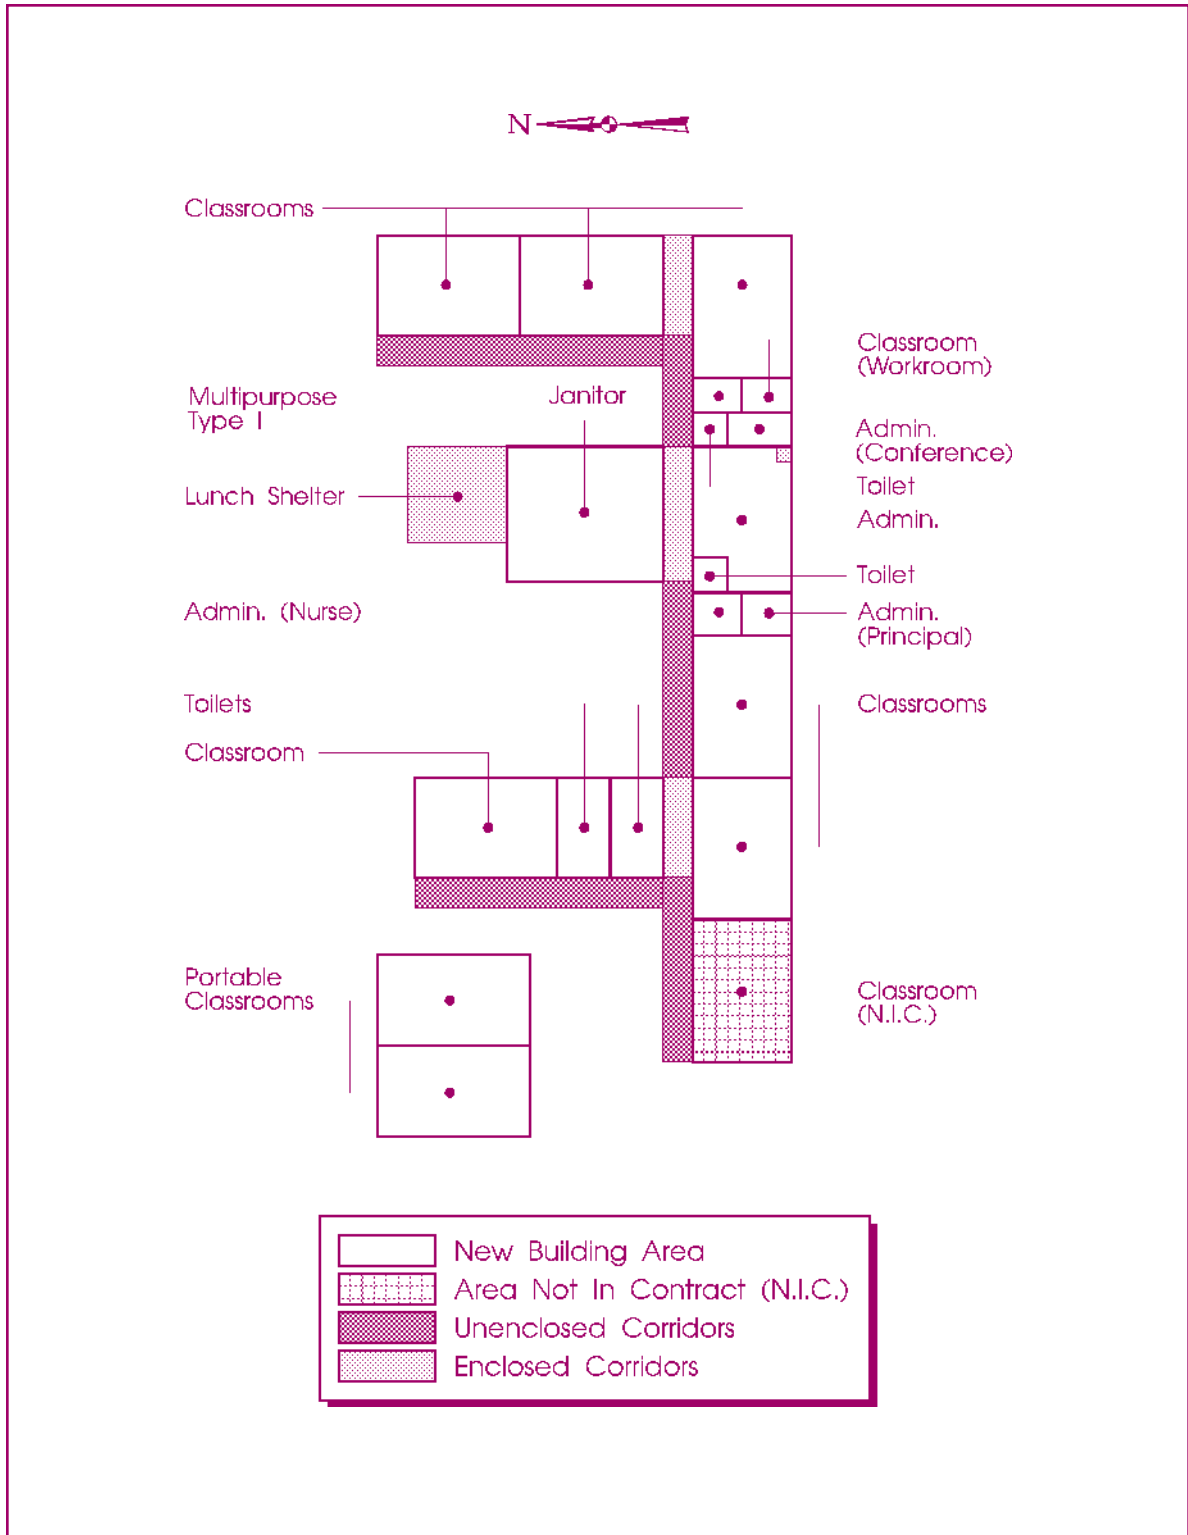 N
Classrooms
Classroom
(Workroom)
Multipurpose
Type I
Janitor
Admin.
(Conference)
Lunch Shelter
Toilet
Admin.
Toilet
Admin. (Nurse)
Admin.
(Principal)
Toilets
Classrooms
Classroom
Portable
Classrooms
Classroom
(N.I.C.)
New Building Area
Area Not In Contract (N.I.C.)
Unenclosed Corridors
Enclosed Corridors